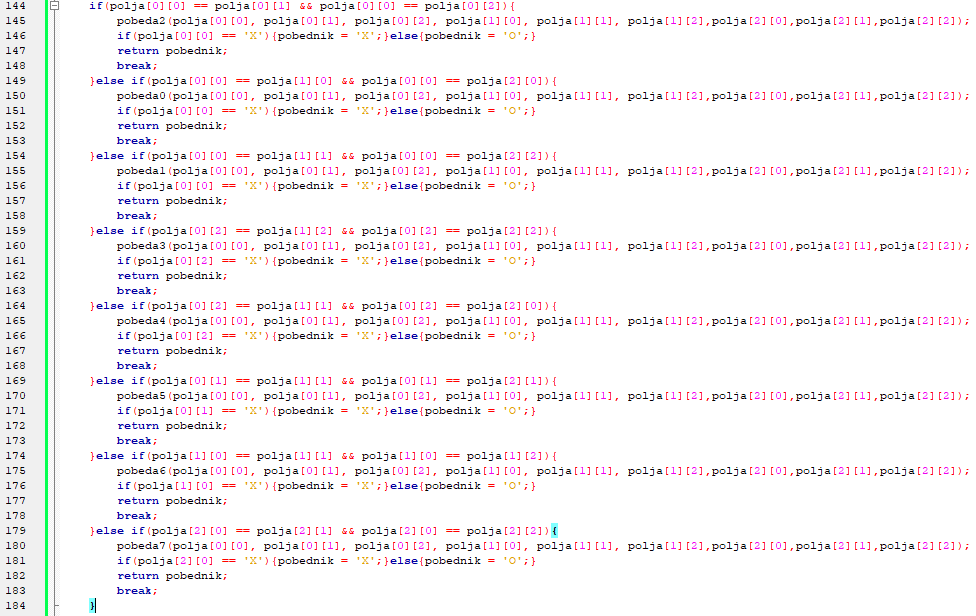 144 if(polja[0][0] == polja[0][1] && polja[0][0] == polja[0][2]){
145 pobeda2(polja[0][0], polja[0][1], polja[0][2], polja[1][0], polja[1][1], polja[1][2],polja[2][0],polja[2][1],polja[2][2]);
146 if(polja[0][0] == 'X'){pobednik = 'X';}else{pobednik = 'O';}
147 return pobednik;
148 break;
149 }else if(polja[0][0] == polja[1][0] && polja[0][0] == polja[2][0]){
150 pobeda0(polja[0][0], polja[0][1], polja[0][2], polja[1][0], polja[1][1], polja[1][2],polja[2][0],polja[2][1],polja[2][2]);
151 if(polja[0][0] == 'X'){pobednik = 'X';}else{pobednik = 'O';}
152 return pobednik;
153 break;
154 }else if(polja[0][0] == polja[1][1] && polja[0][0] == polja[2][2]){
155 pobeda1(polja[0][0], polja[0][1], polja[0][2], polja[1][0], polja[1][1], polja[1][2],polja[2][0],polja[2][1],polja[2][2]);
156 if(polja[0][0] == 'X'){pobednik = 'X';}else{pobednik = 'O';}
157 return pobednik;
158 break;
159 }else if(polja[0][2] == polja[1][2] && polja[0][2] == polja[2][2]){
160 pobeda3(polja[0][0], polja[0][1], polja[0][2], polja[1][0], polja[1][1], polja[1][2],polja[2][0],polja[2][1],polja[2][2]);
161 if(polja[0][2] == 'X'){pobednik = 'X';}else{pobednik = 'O';}
162 return pobednik;
163 break;
164 }else if(polja[0][2] == polja[1][1] && polja[0][2] == polja[2][0]){
165 pobeda4(polja[0][0], polja[0][1], polja[0][2], polja[1][0], polja[1][1], polja[1][2],polja[2][0],polja[2][1],polja[2][2]);
166 if(polja[0][2] == 'X'){pobednik = 'X';}else{pobednik = 'O';}
167 return pobednik;
168 break;
169 }else if(polja[0][1] == polja[1][1] && polja[0][1] == polja[2][1]){
170 pobeda5(polja[0][0], polja[0][1], polja[0][2], polja[1][0], polja[1][1], polja[1][2],polja[2][0],polja[2][1],polja[2][2]);
171 if(polja[0][1] == 'X'){pobednik = 'X';}else{pobednik = 'O';}
172 return pobednik;
173 break;
174 }else if(polja[1][0] == polja[1][1] && polja[1][0] == polja[1][2]){
175 pobeda6(polja[0][0], polja[0][1], polja[0][2], polja[1][0], polja[1][1], polja[1][2],polja[2][0],polja[2][1],polja[2][2]);
176 if(polja[1][0] == 'X'){pobednik = 'X';}else{pobednik = 'O';}
177 return pobednik;
178 break;
179 }else if(polja[2][0] == polja[2][1] && polja[2][0] == polja[2][2]){
180 pobeda7(polja[0][0], polja[0][1], polja[0][2], polja[1][0], polja[1][1], polja[1][2],polja[2][0],polja[2][1],polja[2][2]);
181 if(polja[2][0] == 'X'){pobednik = 'X';}else{pobednik = 'O';}
182 return pobednik;
183 break;
184 }